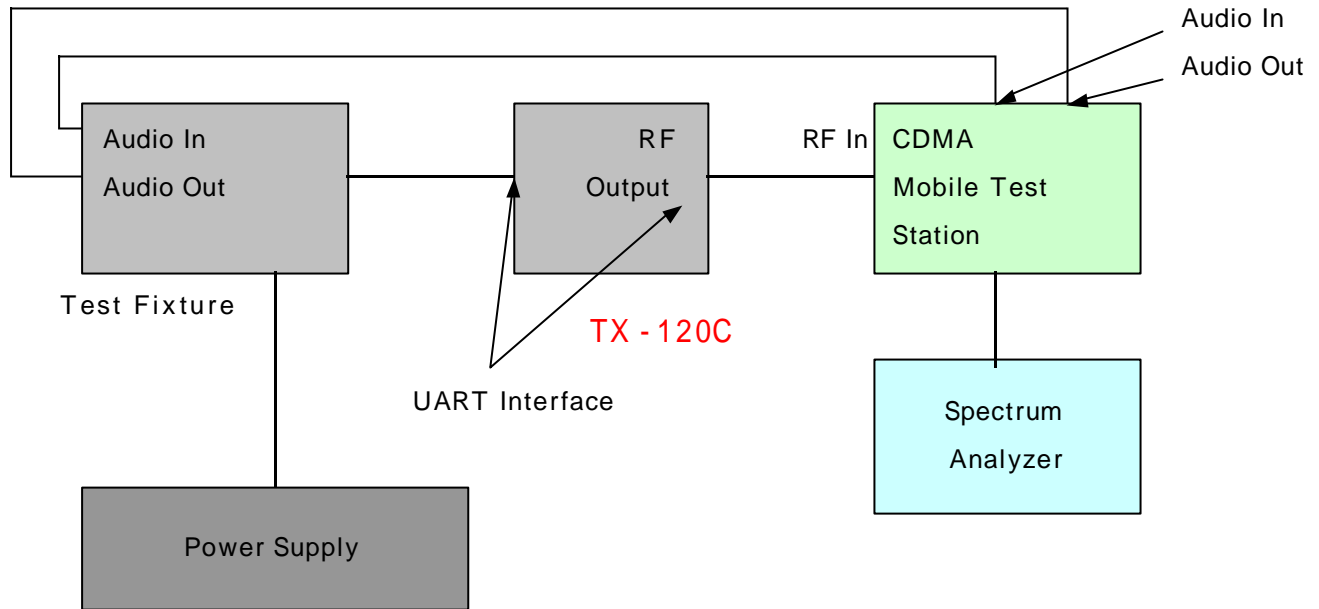 Audio In
Audio Out
Audio In
Audio Out
Test Fixture
RF
Output
RF In
CDMA
Mobile Test
Station
TX - 120C
UART Interface
Spectrum
Analyzer
Power Supply